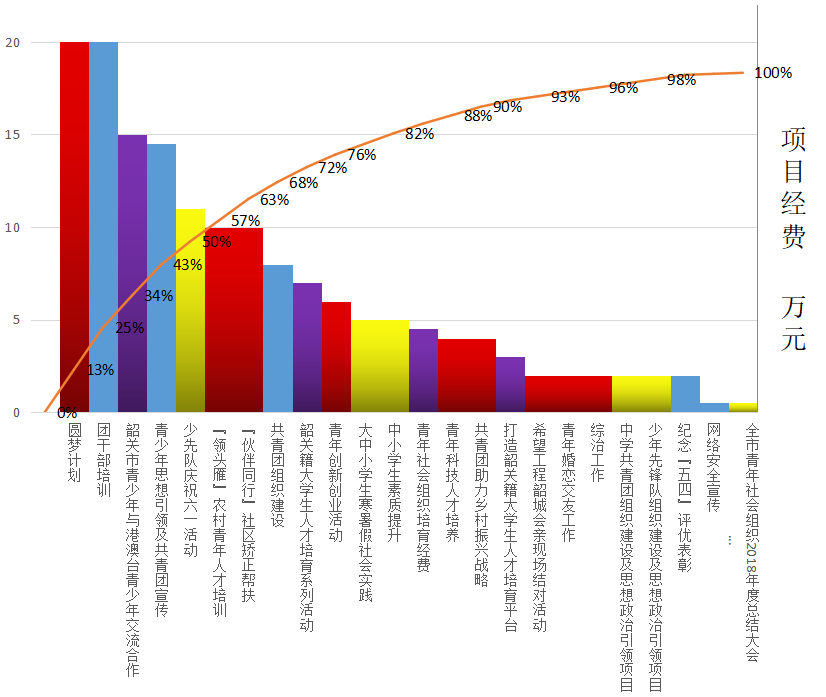 20
15
10
5
0
0%
13%
25%
34%
43%
50%
57%
63%
68%
72%
76%
82%
88%
90%
93%
96%
98%
100%
项目经费 万元
圆梦计划
团干部培训
韶关市青少年与港澳台青少年交流合作
青少年思想引领及共青团宣传
少先队庆祝六一活动
『领头雁』农村青年人才培训
『伙伴同行』社区矫正帮扶
共青团组织建设
韶关籍大学生人才培育系列活动
青年创新创业活动
大中小学生寒暑假社会实践
中小学生素质提升
青年社会组织培育经费
青年科技人才培养
共青团助力乡村振兴战略
打造韶关籍大学生人才培育平台
希望工程韶城会亲现场结对活动
青年婚恋交友工作
综治工作
中学共青团组织建设及思想政治引领项目
少年先锋队组织建设及思想政治引领项目
纪念『五四』评优表彰
网络安全宣传
…
全市青年社会组织2018年度总结大会